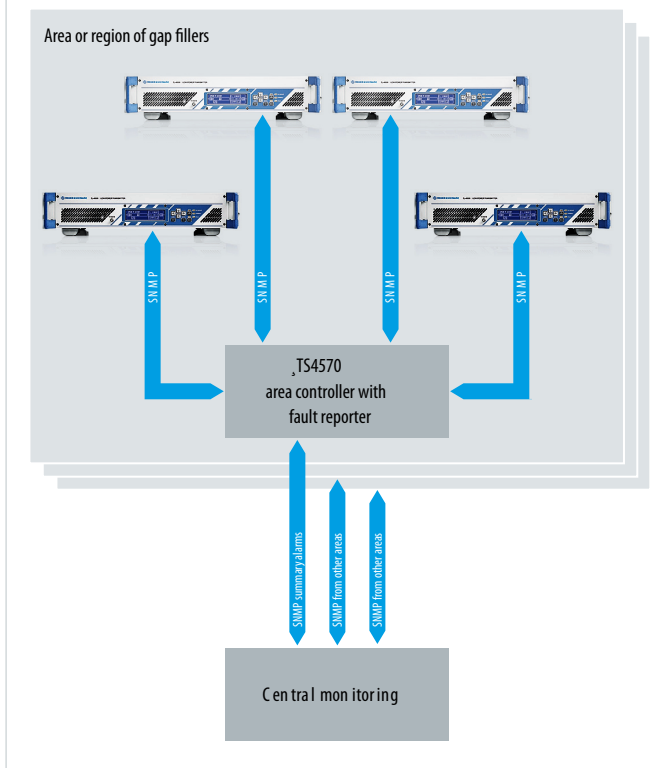 Area or region of gap fillers
SNMP
SNMP
SNMP
SNMP
¸TS4570
area controller with
fault reporter
SNMP summary alarms
SNMP from other areas
SNMP from other areas
Central monitoring